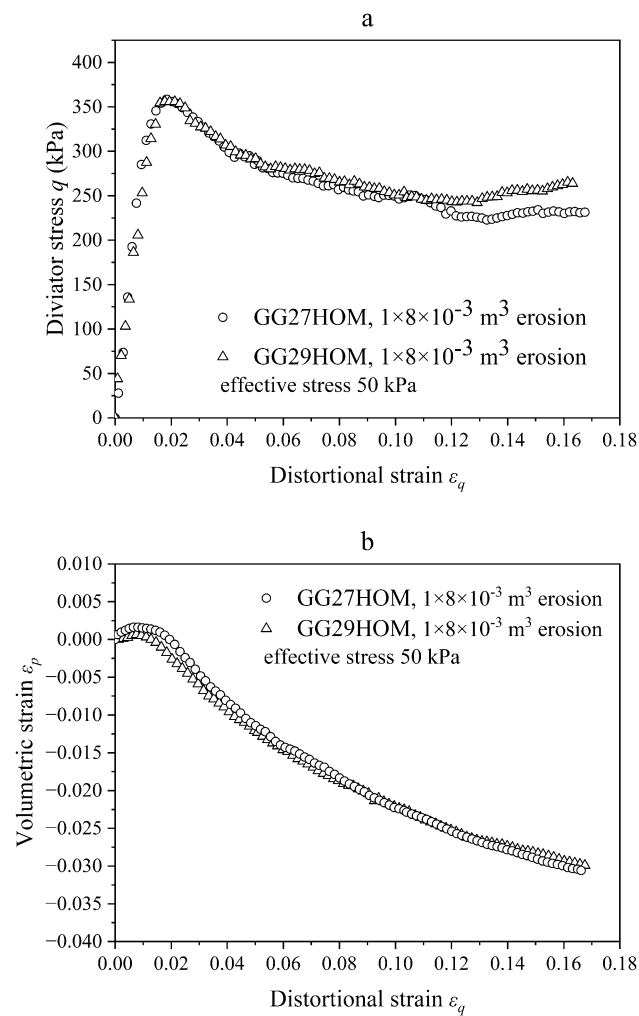 a
400
350
300
250
200
150
100
50
0
Diviator stress q (kPa)
GG27HOM, 1×8×10⁻³ m³ erosion
GG29HOM, 1×8×10⁻³ m³ erosion
effective stress 50 kPa
0.00 0.02 0.04 0.06 0.08 0.10 0.12 0.14 0.16 0.18
Distortional strain εq
b
0.010
0.005
0.000
−0.005
−0.010
−0.015
−0.020
−0.025
−0.030
−0.035
−0.040
Volumetric strain εp
GG27HOM, 1×8×10⁻³ m³ erosion
GG29HOM, 1×8×10⁻³ m³ erosion
effective stress 50 kPa
0.00 0.02 0.04 0.06 0.08 0.10 0.12 0.14 0.16 0.18
Distortional strain εq